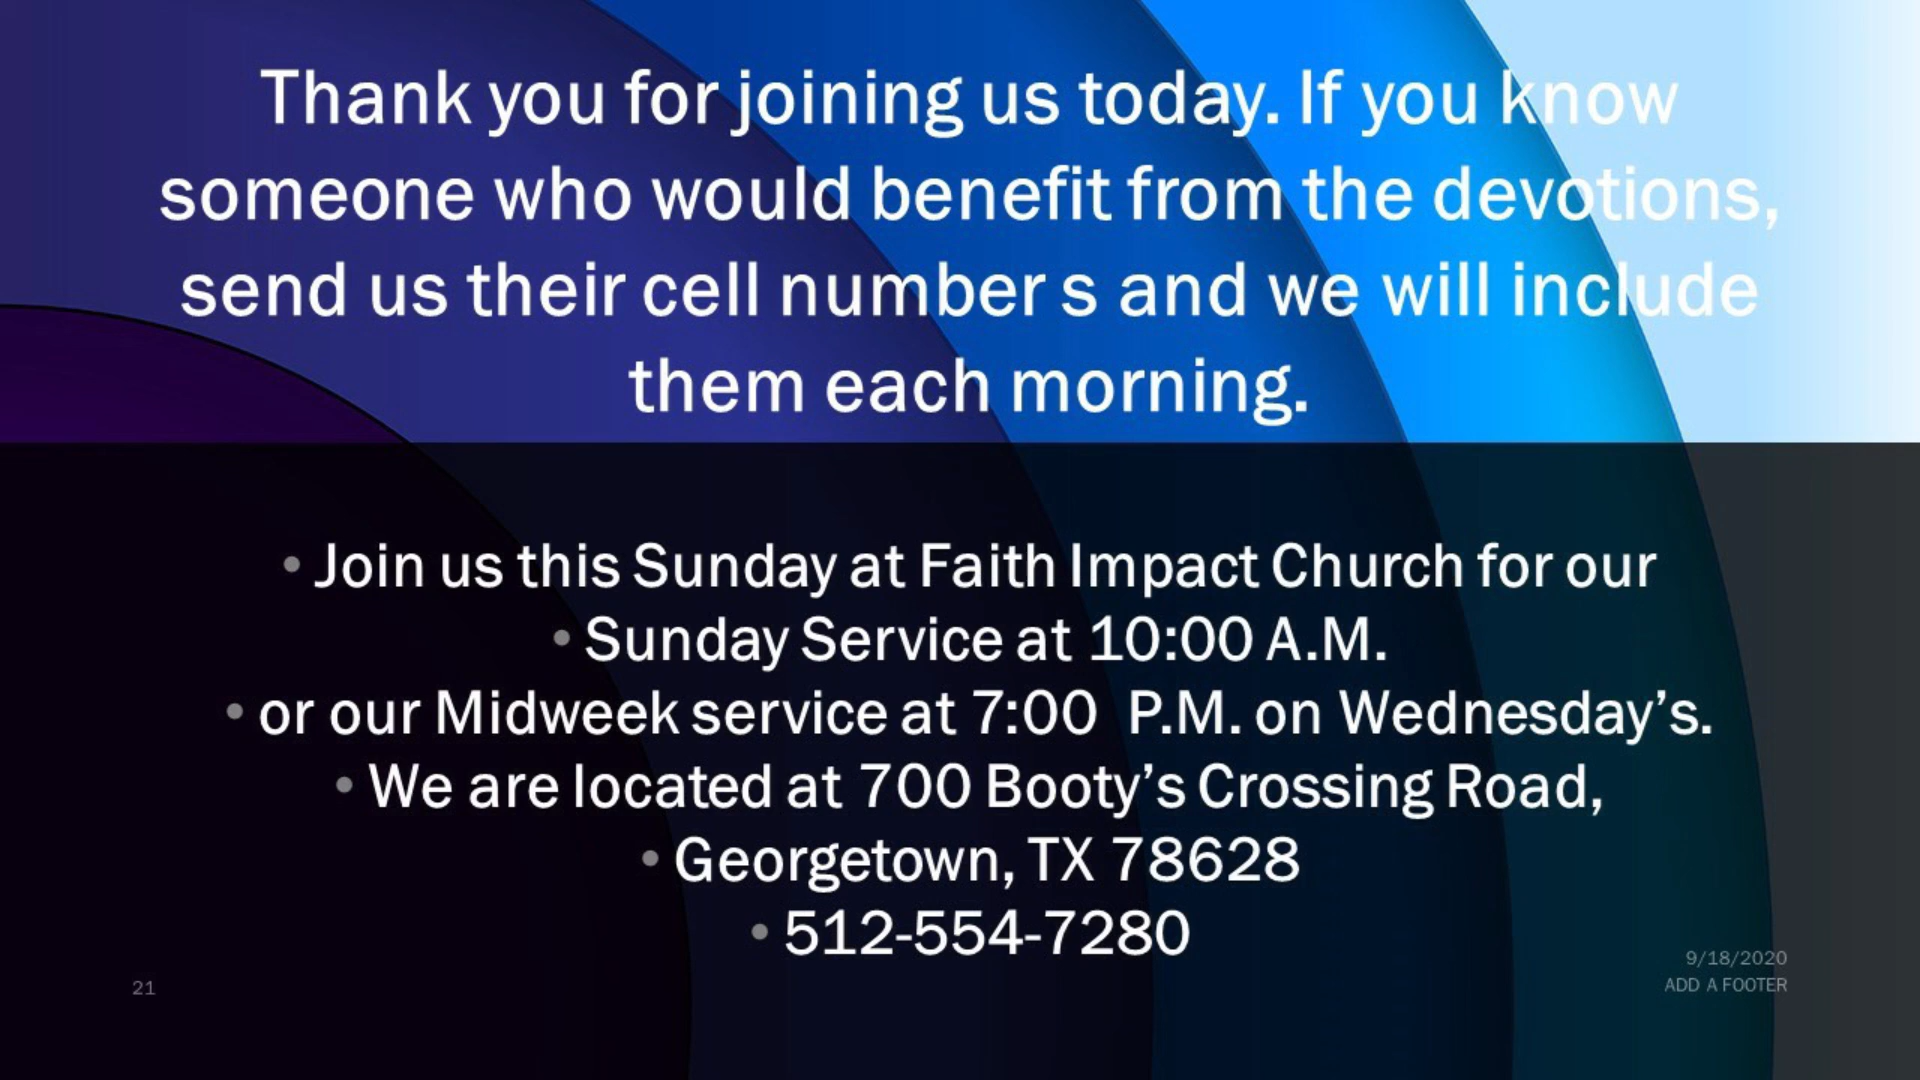 Thank you for joining us today. If you know
someone who would benefit from the devotions,
send us their cell number s and we will include
them each morning.
• Join us this Sunday at Faith Impact Church for our
• Sunday Service at 10:00 A.M.
• or our Midweek service at 7:00  P.M. on Wednesday’s.
• We are located at 700 Booty’s Crossing Road,
• Georgetown, TX 78628
• 512-554-7280
9/18/2020
21
ADD A FOOTER